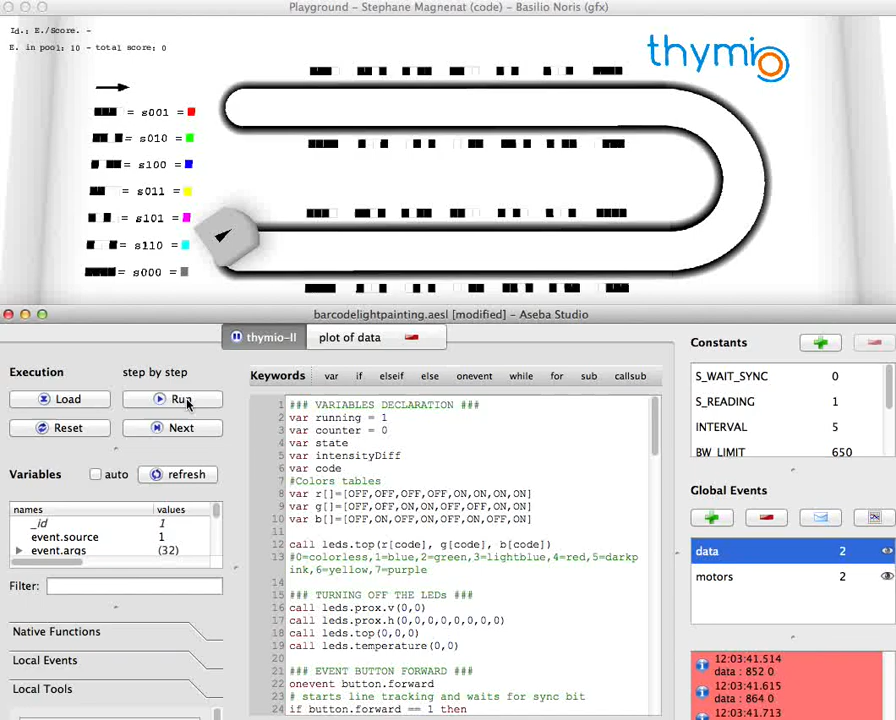 Playground - Stephane Magnenat (code) - Basilio Noris (gfx)
Id.; E./Score. -
E. in pool: 10 - total score: 0
thymio
= s001 =
= s010 =
= s100 =
= s011 =
= s101 =
= s110 =
= s000 =
barcodelightpainting.aesl [modified] - Aseba Studio
thymio-II
plot of data
Execution
step by step
Load
Run
Reset
Next
Variables
auto
refresh
names values
_id 1
event.source 1
event.args (32)
Filter:
Native Functions
Local Events
Local Tools
Keywords var if elseif else onevent while for sub callsub
1 ### VARIABLES DECLARATION ###
2 var running = 1
3 var counter = 0
4 var state
5 var intensityDiff
6 var code
7 #Colors tables
8 var r[]=[OFF,OFF,OFF,OFF,ON,ON,ON,ON]
9 var g[]=[OFF,OFF,ON,ON,OFF,OFF,ON,ON]
10 var b[]=[OFF,ON,OFF,ON,OFF,ON,OFF,ON]
11
12 call leds.top(r[code], g[code], b[code])
13 #0=colorless,1=blue,2=green,3=lightblue,4=red,5=darkp
ink,6=yellow,7=purple
14
15 ### TURNING OFF THE LEDs ###
16 call leds.prox.v(0,0)
17 call leds.prox.h(0,0,0,0,0,0,0,0)
18 call leds.top(0,0,0)
19 call leds.temperature(0,0)
20
21 ### EVENT BUTTON FORWARD ###
22 onevent button.forward
23 # starts line tracking and waits for sync bit
24 if button.forward == 1 then
Constants
S_WAIT_SYNC 0
S_READING 1
INTERVAL 5
BW_LIMIT 650
Global Events
data 2
motors 2
12:03:41.514
data : 852 0
12:03:41.615
data : 864 0
12:03:41.713